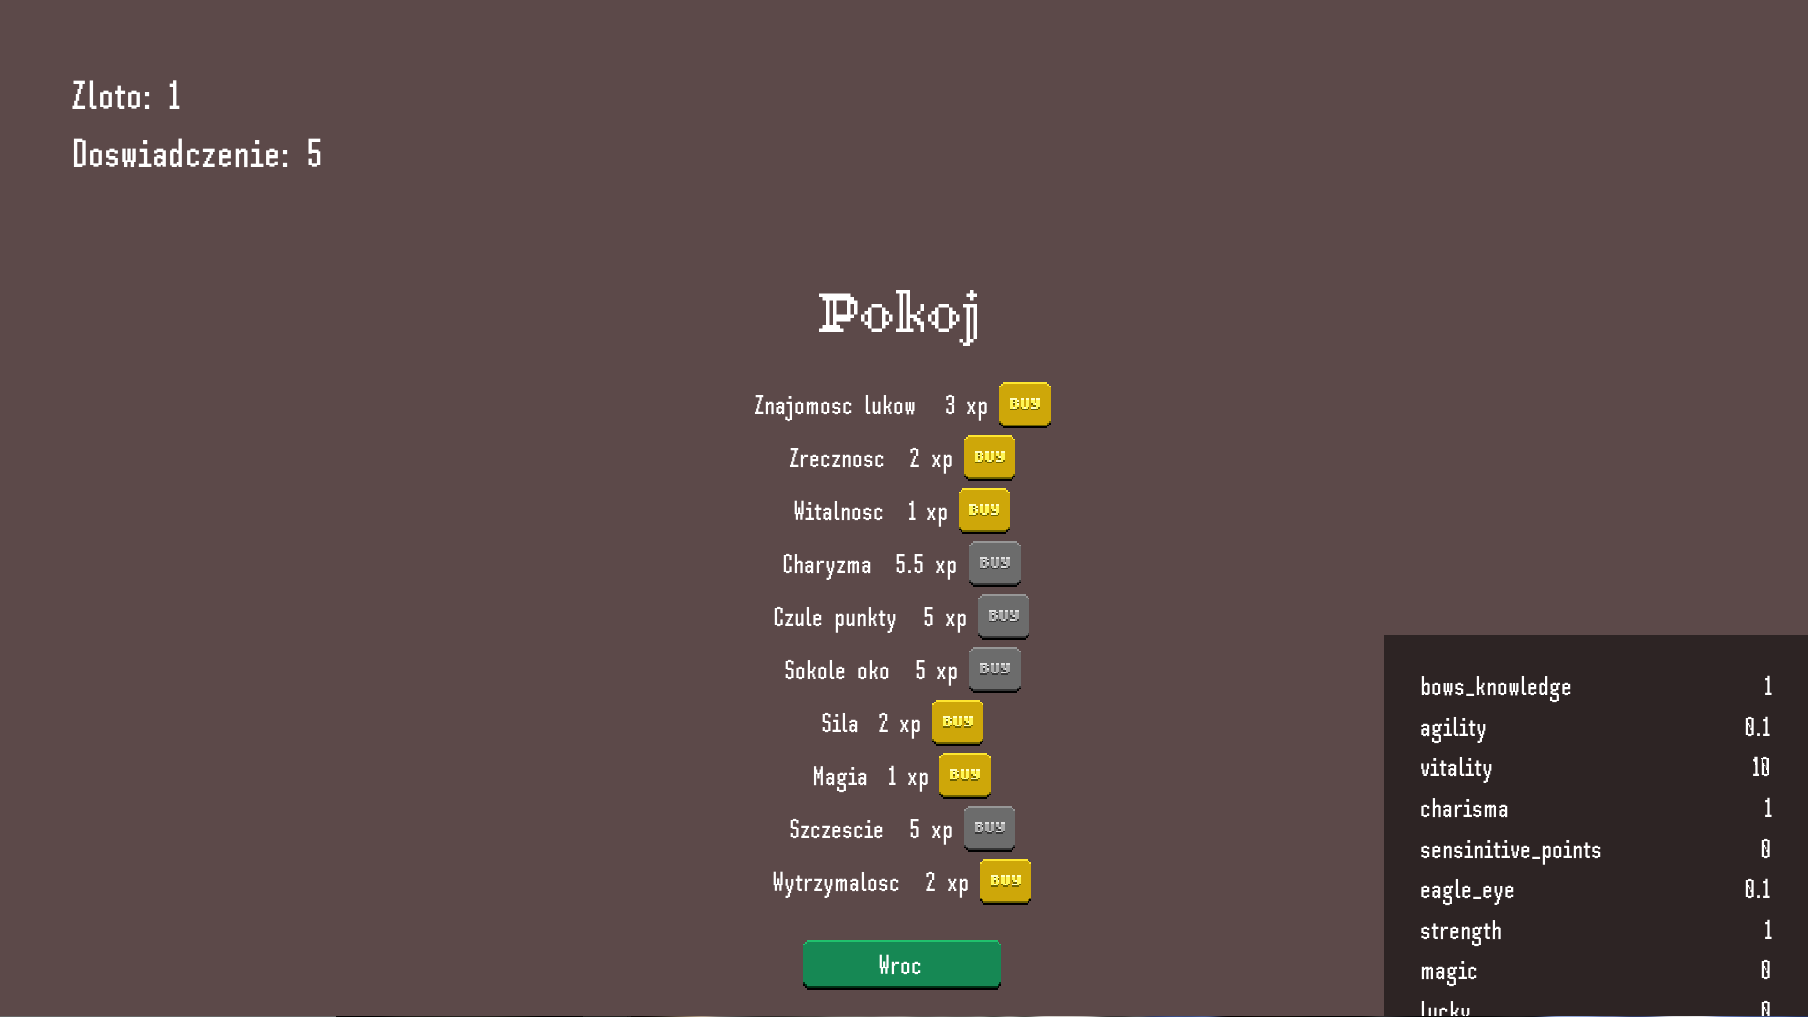 Zloto: 1
Doswiadczenie: 5
Pokoj
Znajomosc lukow 3 xp BUY
Zrecznosc 2 xp BUY
Witalnosc 1 xp BUY
Charyzma 5.5 xp BUY
Czule punkty 5 xp BUY
Sokole oko 5 xp BUY
Sila 2 xp BUY
Magia 1 xp BUY
Szczescie 5 xp BUY
Wytrzymalosc 2 xp BUY
Wroc
bows_knowledge 1
agility 0.1
vitality 10
charisma 1
sensinitive_points 0
eagle_eye 0.1
strength 1
magic 0
lucky 0